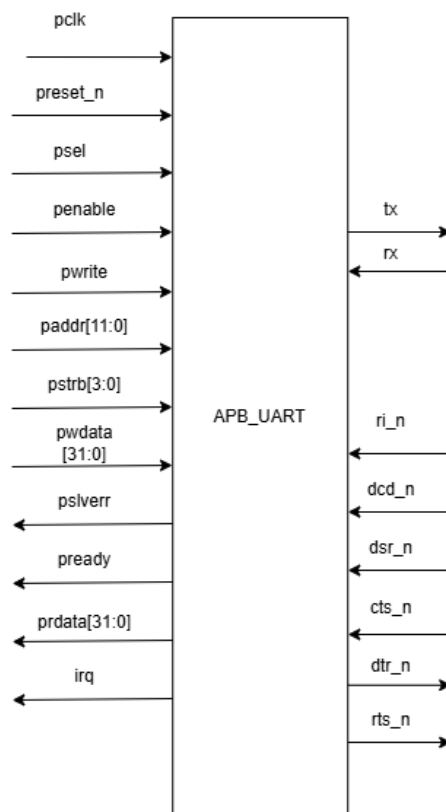 pclk
preset_n
psel
penable
pwrite
paddr[11:0]
pstrb[3:0]
pwdata
[31:0]
pslverr
pready
prdata[31:0]
irq
APB_UART
tx
rx
ri_n
dcd_n
dsr_n
cts_n
dtr_n
rts_n